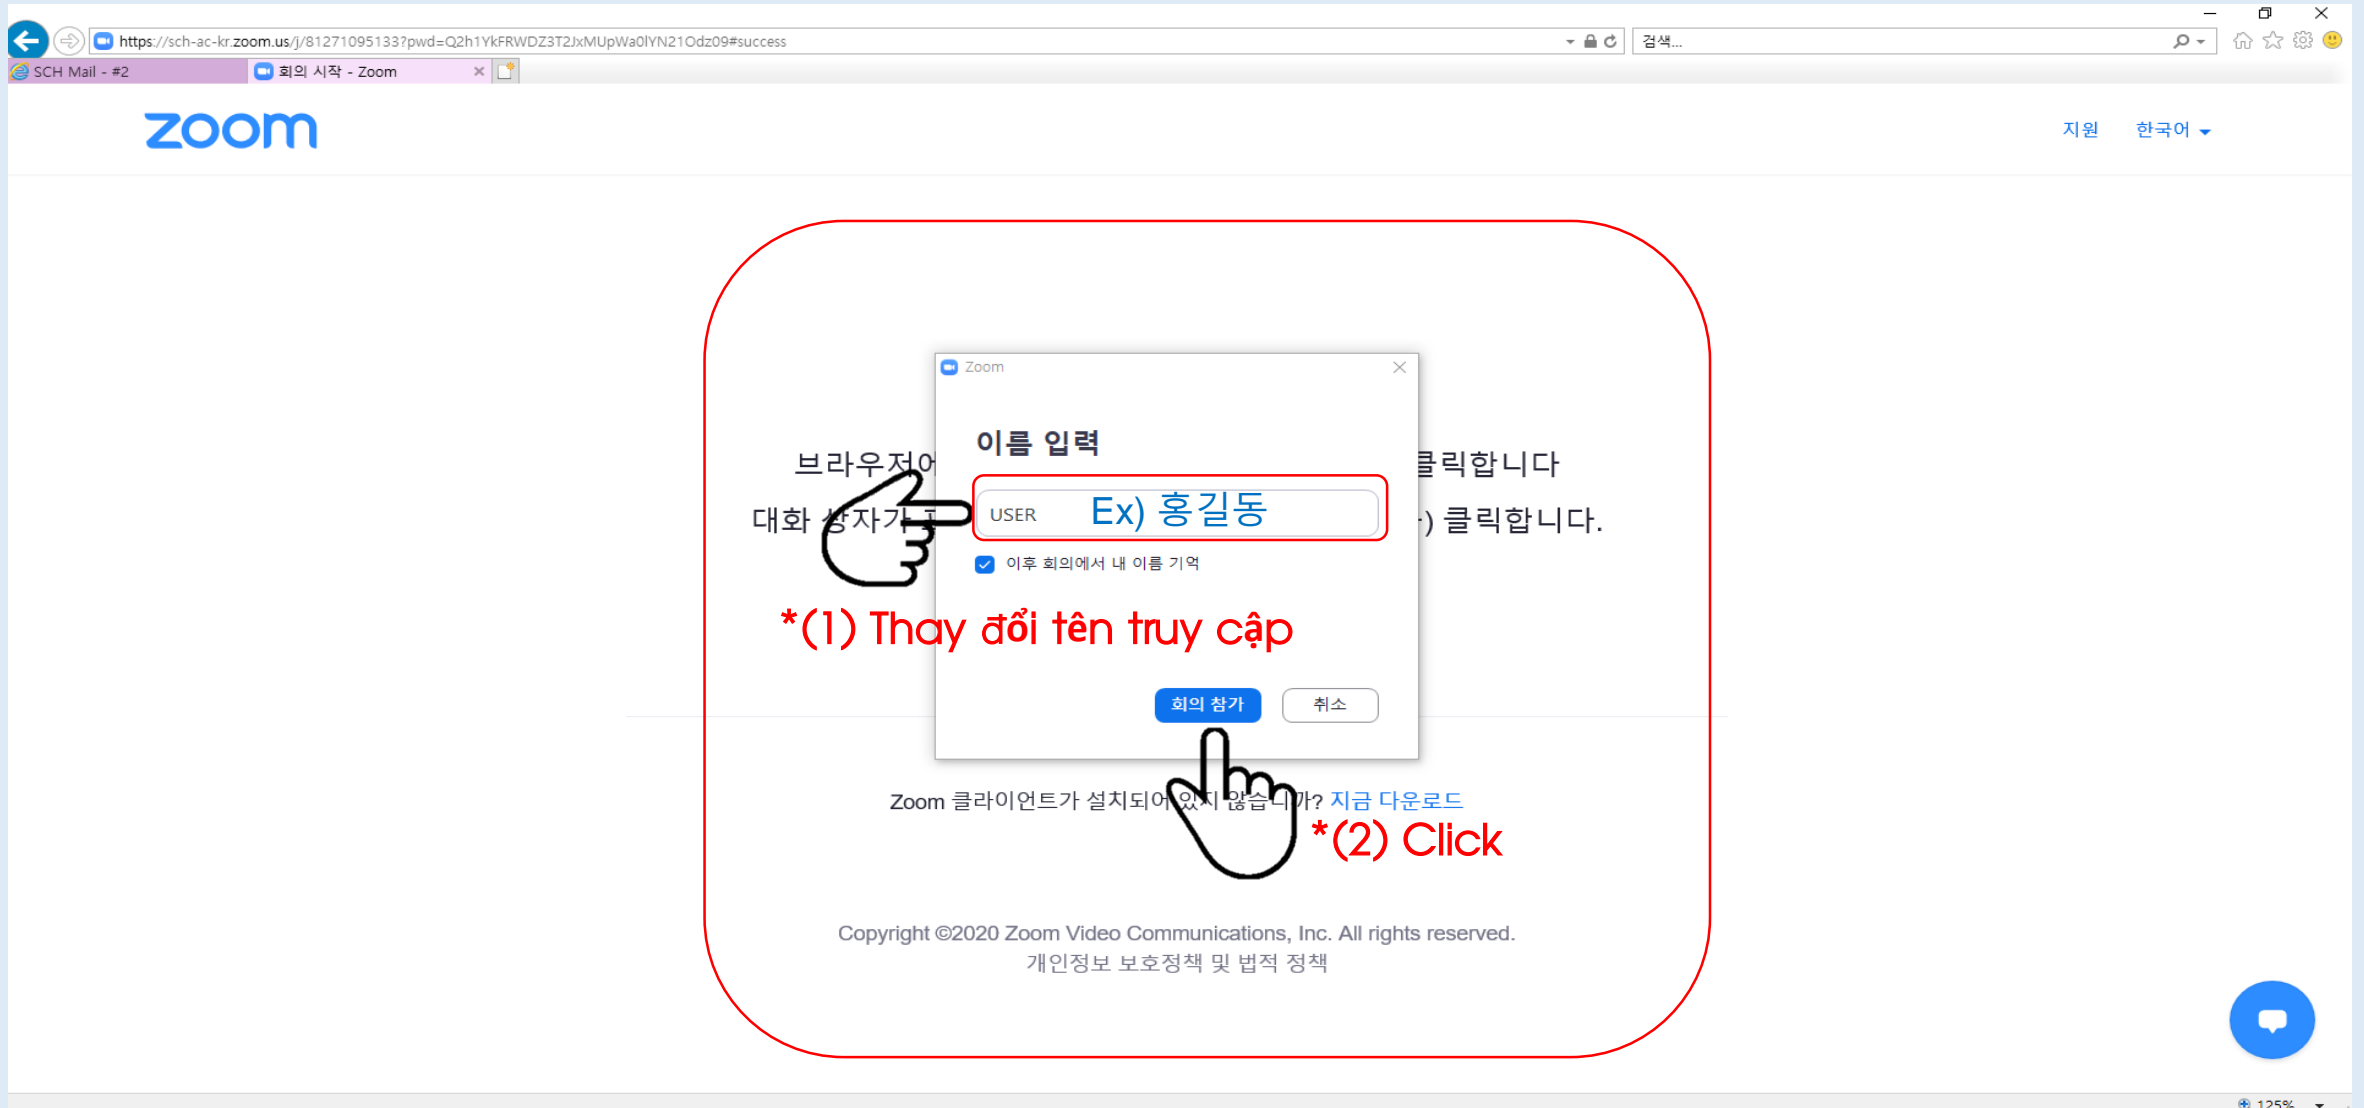 https://sch-ac-kr.zoom.us/j/81271095133?pwd=Q2h1YkFRWDZ3T2JxMUpWa0lYN21Odz09#success
검색...
SCH Mail - #2
회의 시작 - Zoom
zoom
지원 한국어
Zoom
이름 입력
브라우저에 클릭합니다
USER Ex) 홍길동
대화 상자가 ) 클릭합니다.
이후 회의에서 내 이름 기억
*(1) Thay đổi tên truy cập
회의 참가 취소
Zoom 클라이언트가 설치되어 있지 않습니까? 지금 다운로드
*(2) Click
Copyright ©2020 Zoom Video Communications, Inc. All rights reserved.
개인정보 보호정책 및 법적 정책
125%